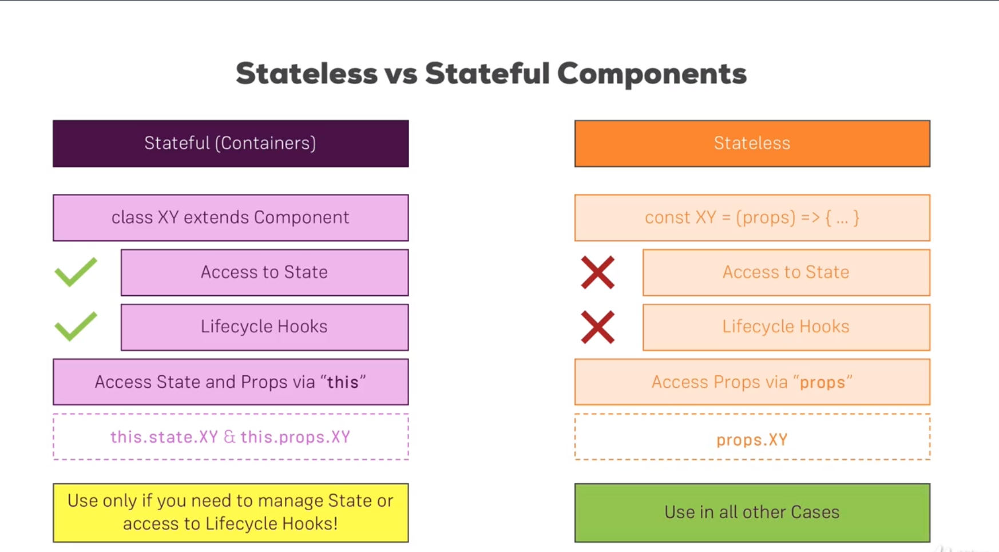 Stateless vs Stateful Components
Stateful (Containers)
class XY extends Component
Access to State
Lifecycle Hooks
Access State and Props via “this”
this.state.XY & this.props.XY
Use only if you need to manage State or
access to Lifecycle Hooks!
Stateless
const XY = (props) => { ... }
Access to State
Lifecycle Hooks
Access Props via “props”
props.XY
Use in all other Cases